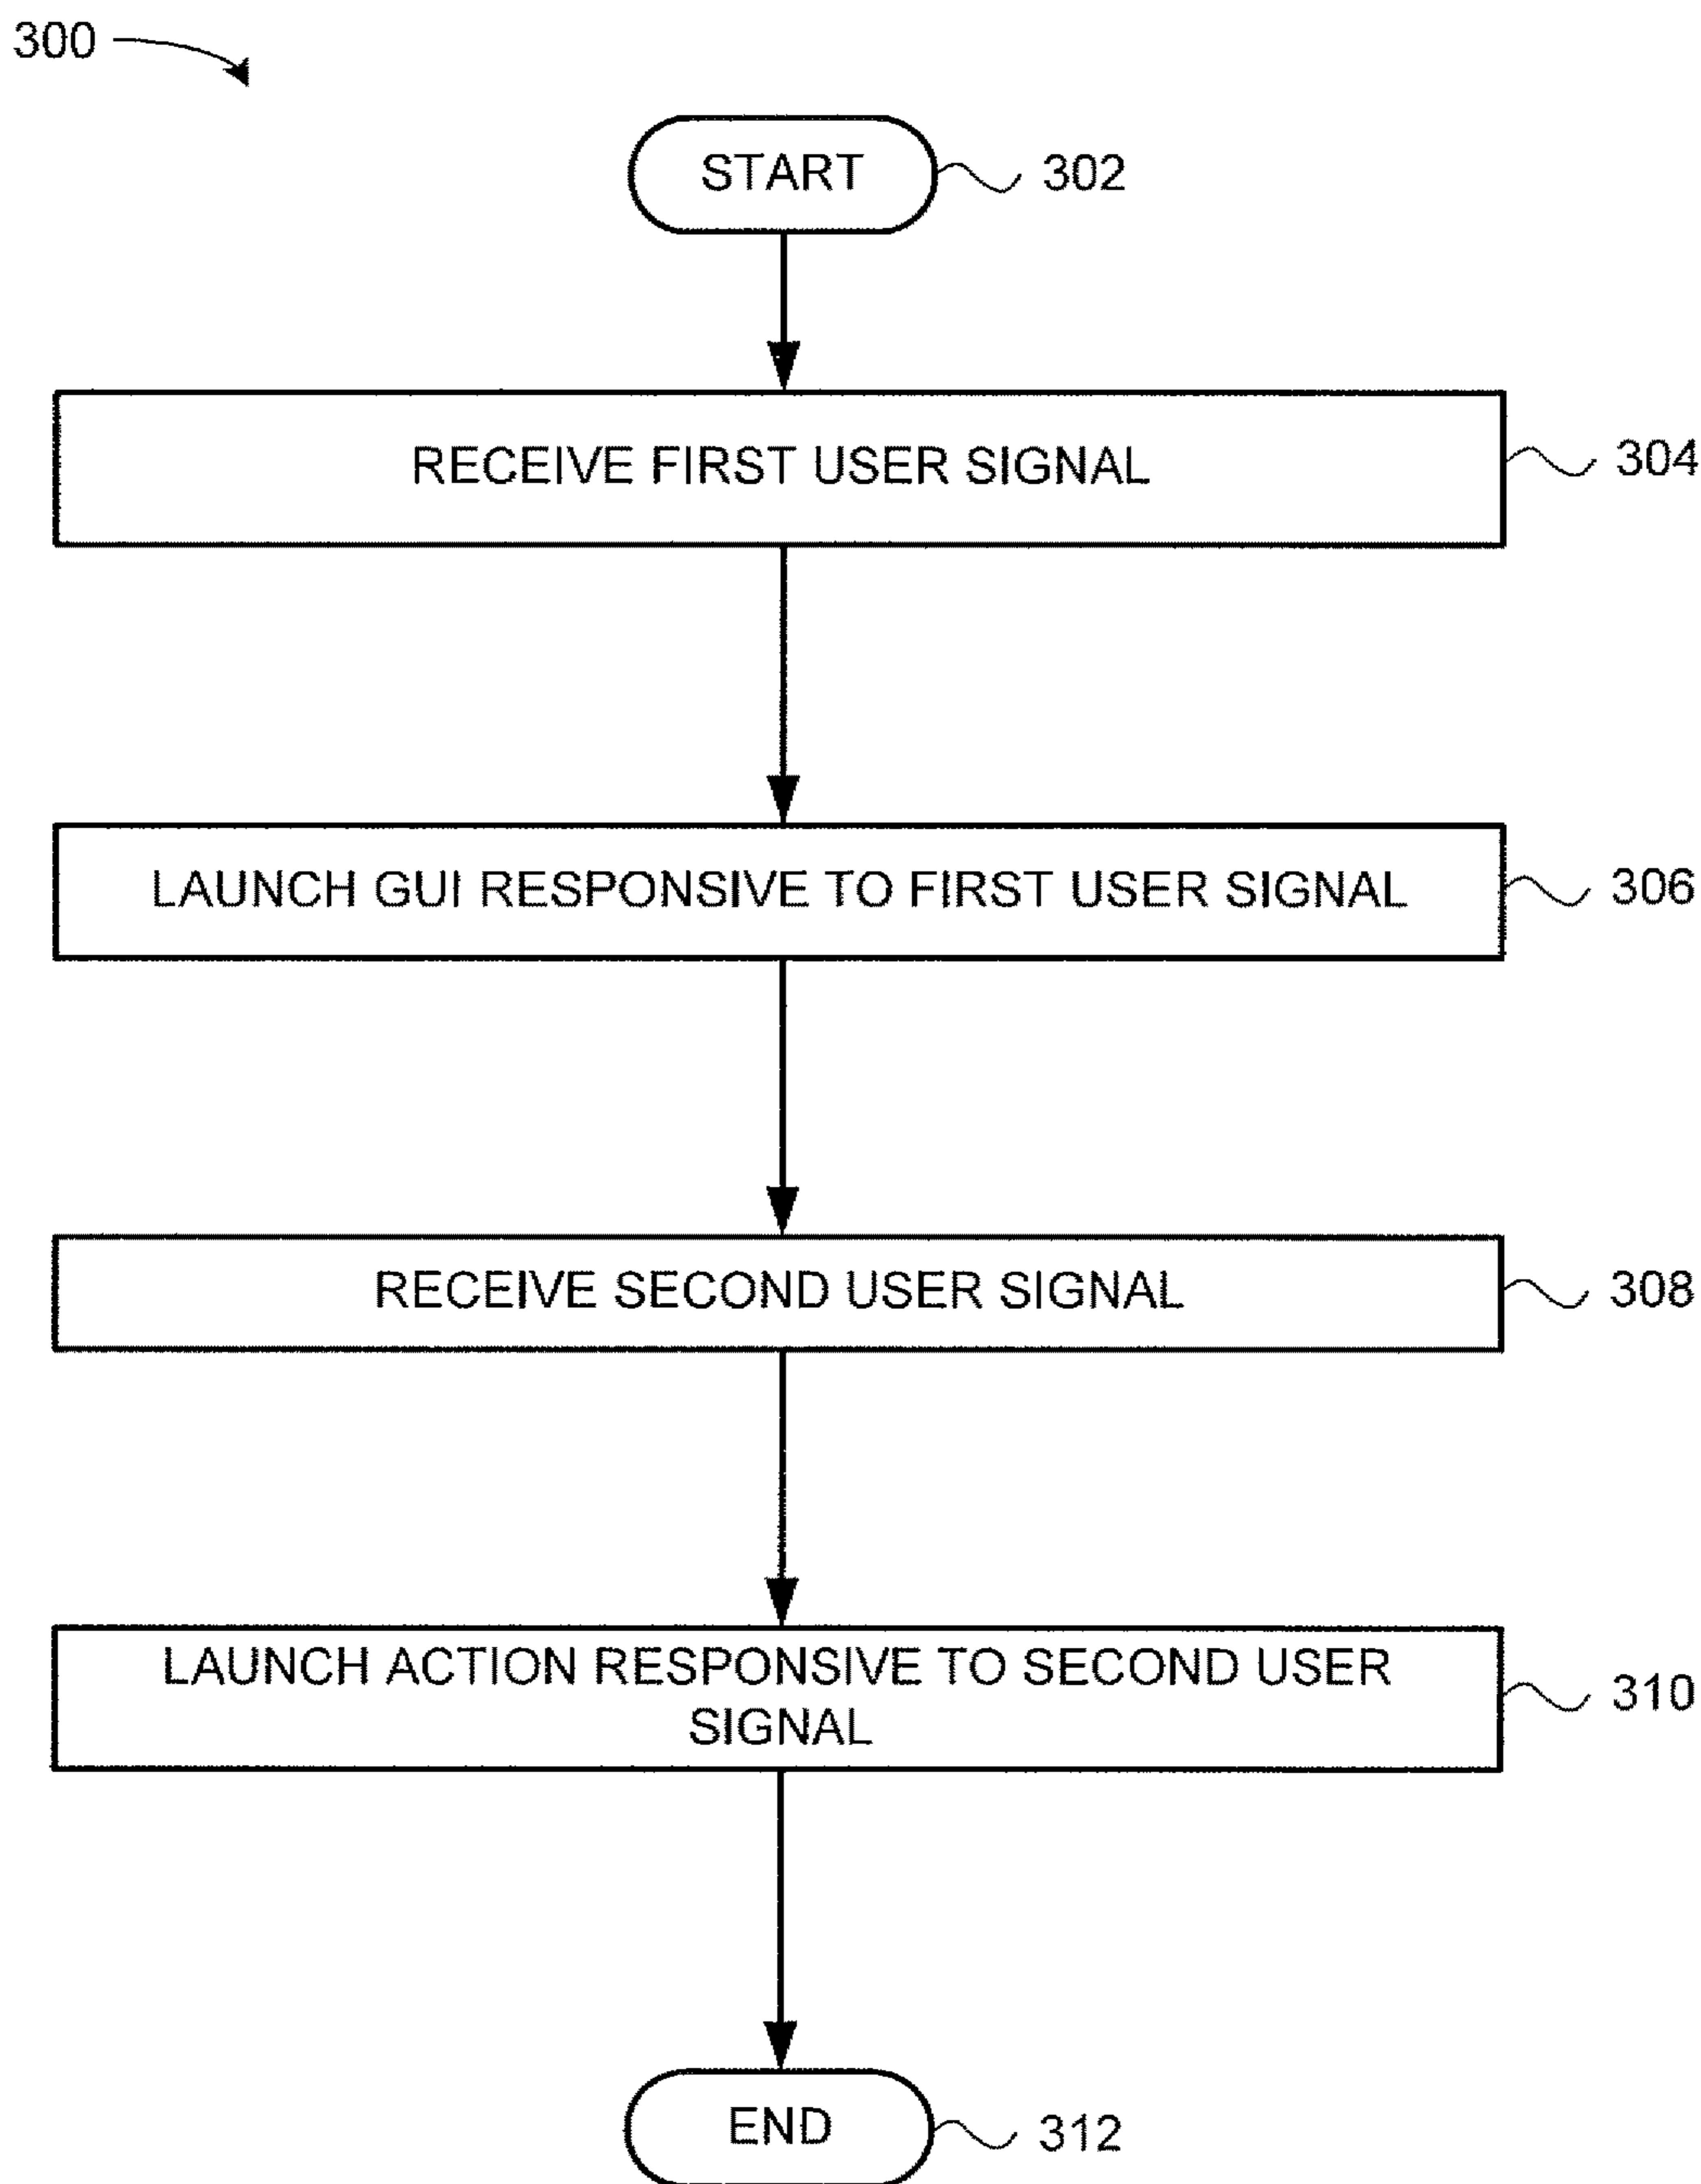 300
START
302
RECEIVE FIRST USER SIGNAL
304
LAUNCH GUI RESPONSIVE TO FIRST USER SIGNAL
306
RECEIVE SECOND USER SIGNAL
308
LAUNCH ACTION RESPONSIVE TO SECOND USER
SIGNAL
310
END
312